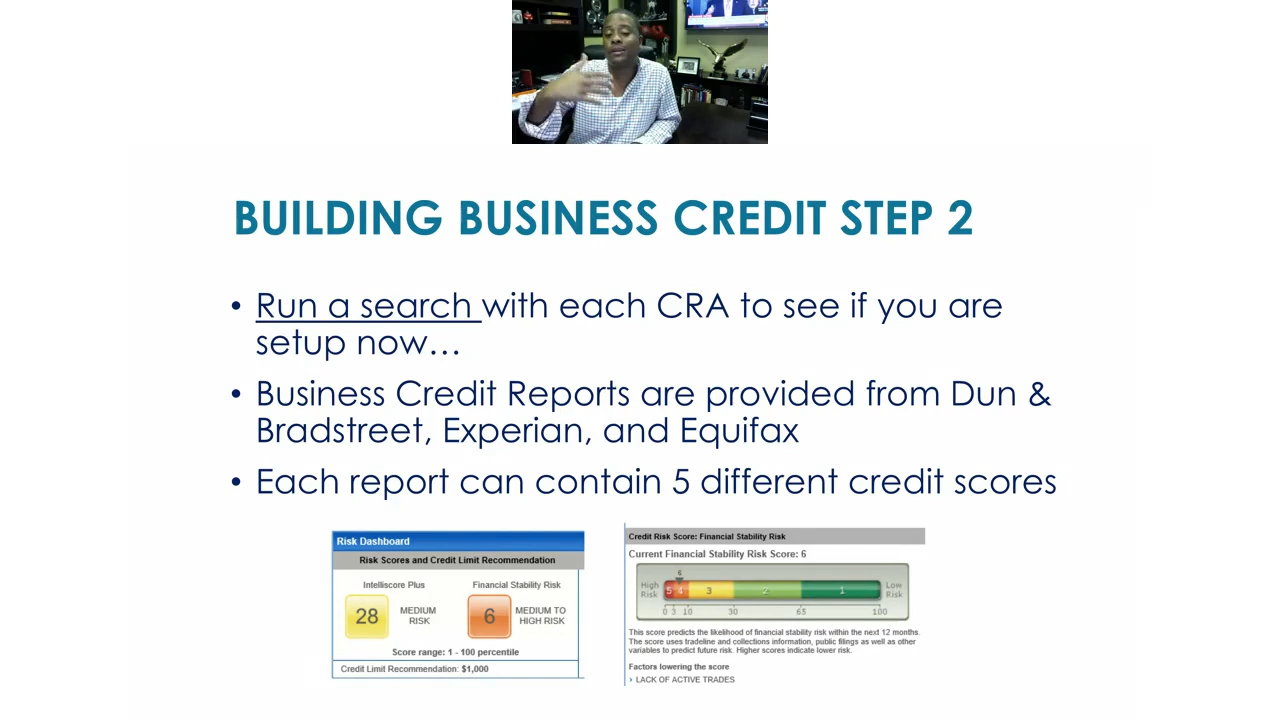 BUILDING BUSINESS CREDIT STEP 2
• Run a search with each CRA to see if you are
setup now…
• Business Credit Reports are provided from Dun &
Bradstreet, Experian, and Equifax
• Each report can contain 5 different credit scores
Risk Dashboard
Risk Scores and Credit Limit Recommendation
Intelliscore Plus
Financial Stability Risk
28
MEDIUM
RISK
6
MEDIUM TO
HIGH RISK
Score range: 1 - 100 percentile
Credit Limit Recommendation: $1,000
Credit Risk Score: Financial Stability Risk
Current Financial Stability Risk Score: 6
6
High
Risk
5 4 3 2 1
Low
Risk
0 3 10 30 65 100
This score predicts the likelihood of financial stability risk within the next 12 months.
The score uses tradeline and collections information, public filings as well as other
variables to predict future risk. Higher scores indicate lower risk.
Factors lowering the score
› LACK OF ACTIVE TRADES